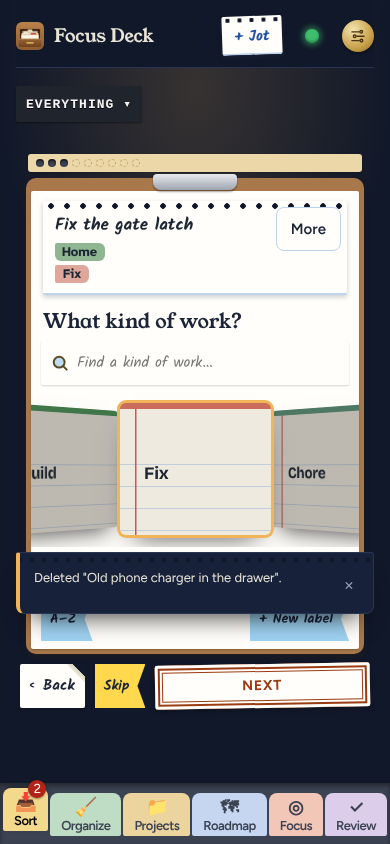 Focus Deck
+ Jot
EVERYTHING ▾
Fix the gate latch
More
Home
Fix
What kind of work?
Find a kind of work...
uild
Fix
Chore
Deleted "Old phone charger in the drawer".
×
A–Z
+ New label
‹ Back
Skip
NEXT
2
Sort
Organize
Projects
Roadmap
Focus
Review